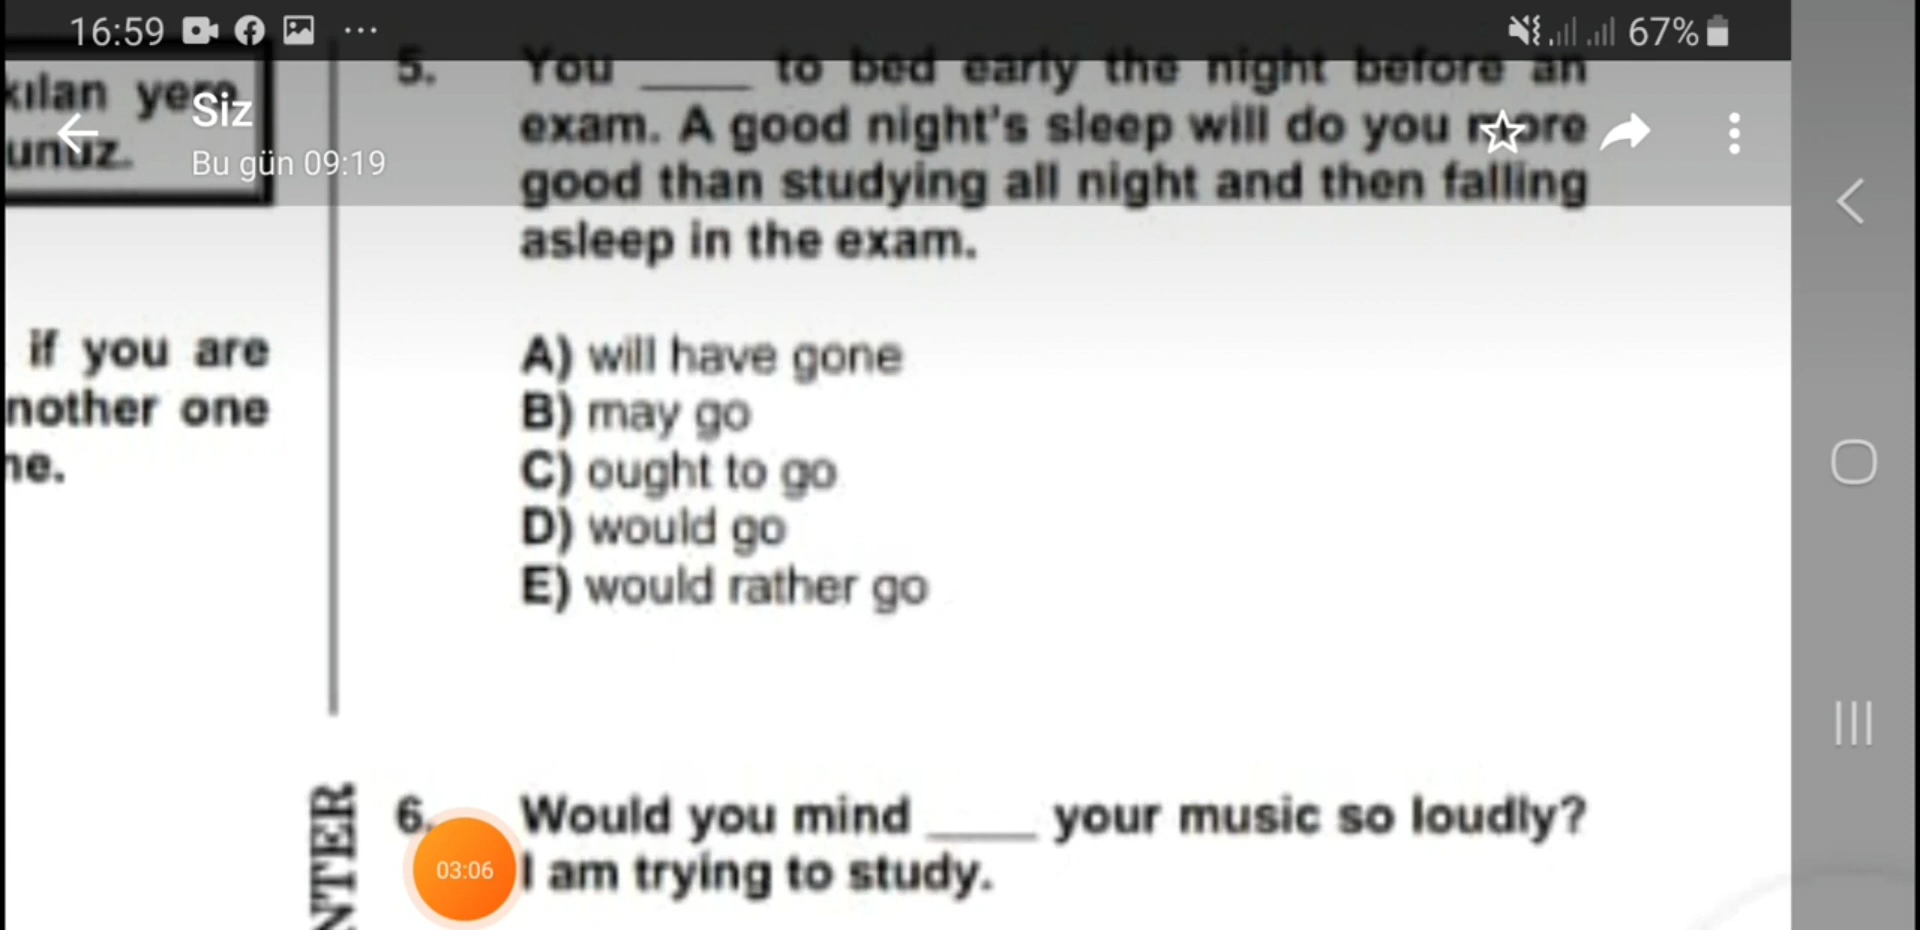 16:59
67%
Siz
Bu gün 09:19
kılan yere
unuz.
if you are
nother one
ne.
5. You ____ to bed early the night before an
exam. A good night's sleep will do you more
good than studying all night and then falling
asleep in the exam.
A) will have gone
B) may go
C) ought to go
D) would go
E) would rather go
NTER
6. Would you mind ____ your music so loudly?
I am trying to study.
03:06